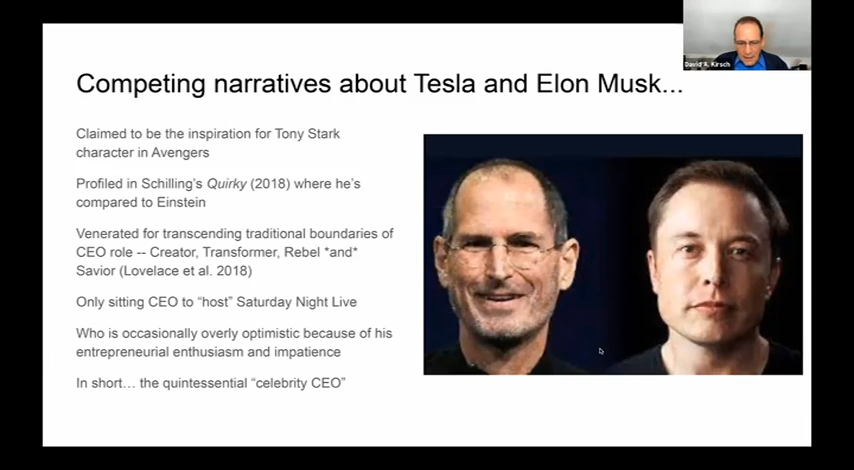 David A. Kirsch
Competing narratives about Tesla and Elon Musk...
Claimed to be the inspiration for Tony Stark
character in Avengers
Profiled in Schilling's Quirky (2018) where he's
compared to Einstein
Venerated for transcending traditional boundaries of
CEO role -- Creator, Transformer, Rebel *and*
Savior (Lovelace et al. 2018)
Only sitting CEO to "host" Saturday Night Live
Who is occasionally overly optimistic because of his
entrepreneurial enthusiasm and impatience
In short… the quintessential "celebrity CEO"